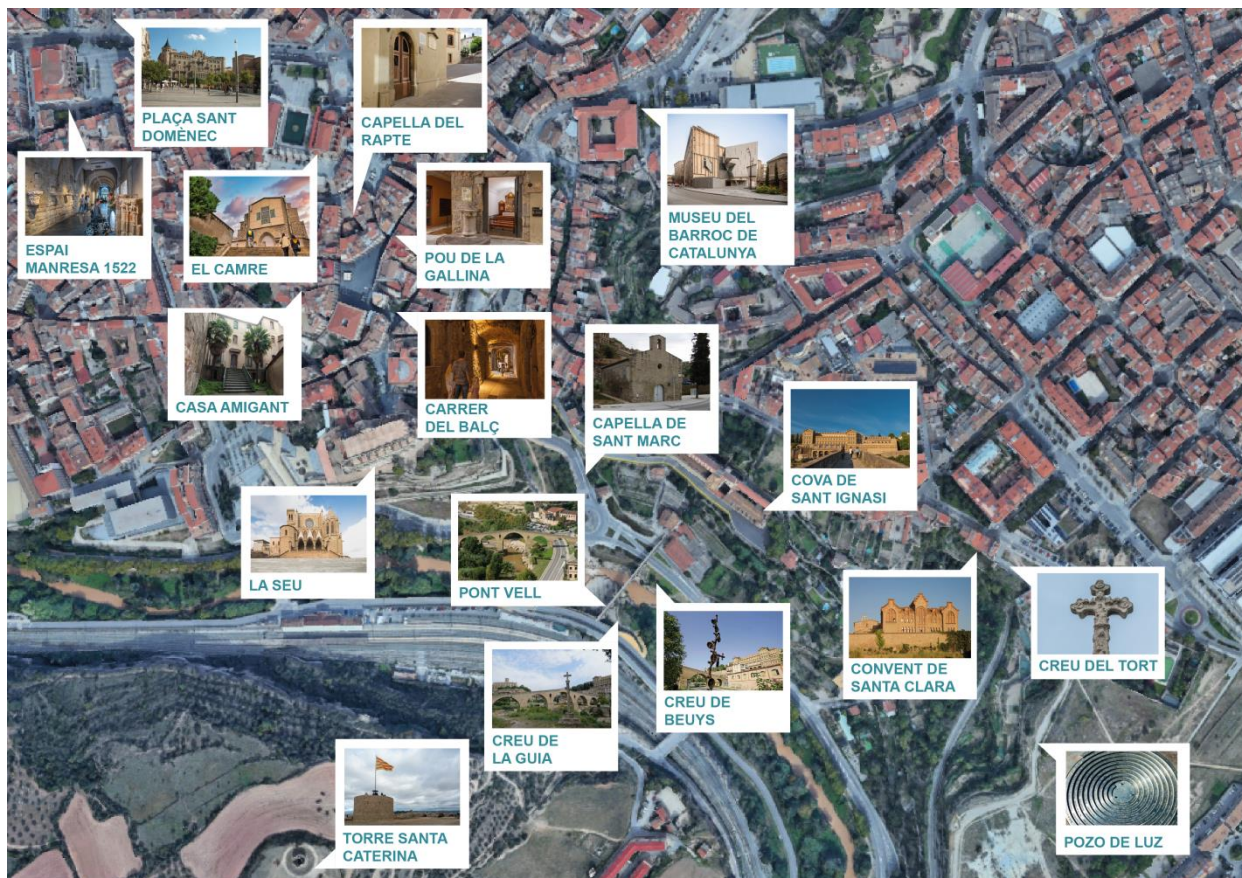 PLAÇA SANT
DOMÈNEC
CAPELLA DEL
RAPTE
ESPAI
MANRESA 1522
EL CAMRE
POU DE LA
GALLINA
MUSEU DEL
BARROC DE
CATALUNYA
CASA AMIGANT
CARRER
DEL BALÇ
CAPELLA DE
SANT MARC
COVA DE
SANT IGNASI
LA SEU
PONT VELL
CREU DE
BEUYS
CONVENT DE
SANTA CLARA
CREU DEL TORT
CREU DE
LA GUIA
TORRE SANTA
CATERINA
POZO DE LUZ